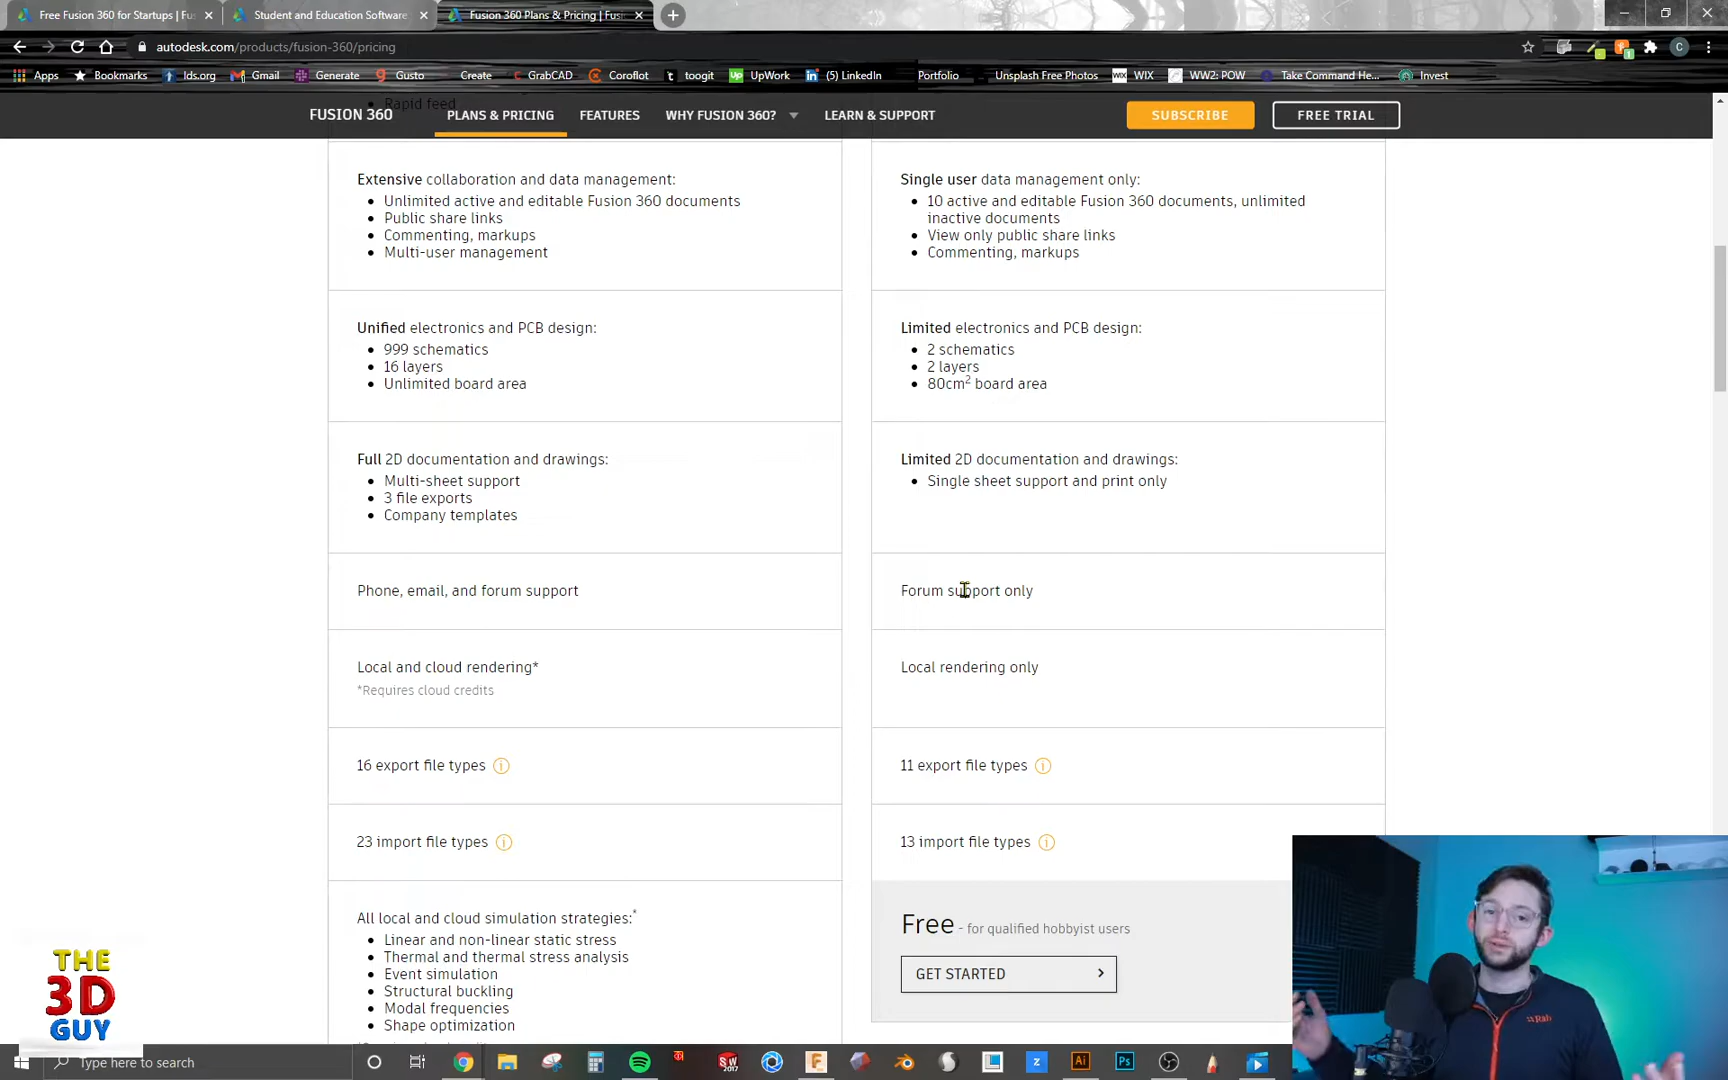 Free Fusion 360 for Startups | Fu
Student and Education Software
Fusion 360 Plans & Pricing | Fus
autodesk.com/products/fusion-360/pricing
Apps
Bookmarks
lds.org
Gmail
Generate
Gusto
Create
GrabCAD
Coroflot
toogit
UpWork
(5) LinkedIn
Portfolio
Unsplash Free Photos
WIX
WW2: POW
Take Command He...
Invest
Rapid feed
FUSION 360
PLANS & PRICING
FEATURES
WHY FUSION 360?
LEARN & SUPPORT
SUBSCRIBE
FREE TRIAL
Extensive collaboration and data management:
Unlimited active and editable Fusion 360 documents
Public share links
Commenting, markups
Multi-user management
Single user data management only:
10 active and editable Fusion 360 documents, unlimited
inactive documents
View only public share links
Commenting, markups
Unified electronics and PCB design:
999 schematics
16 layers
Unlimited board area
Limited electronics and PCB design:
2 schematics
2 layers
80cm² board area
Full 2D documentation and drawings:
Multi-sheet support
3 file exports
Company templates
Limited 2D documentation and drawings:
Single sheet support and print only
Phone, email, and forum support
Forum support only
Local and cloud rendering*
*Requires cloud credits
Local rendering only
16 export file types
11 export file types
23 import file types
13 import file types
All local and cloud simulation strategies:*
Linear and non-linear static stress
Thermal and thermal stress analysis
Event simulation
Structural buckling
Modal frequencies
Shape optimization
Free - for qualified hobbyist users
GET STARTED
THE
3D
GUY
Rab
Type here to search